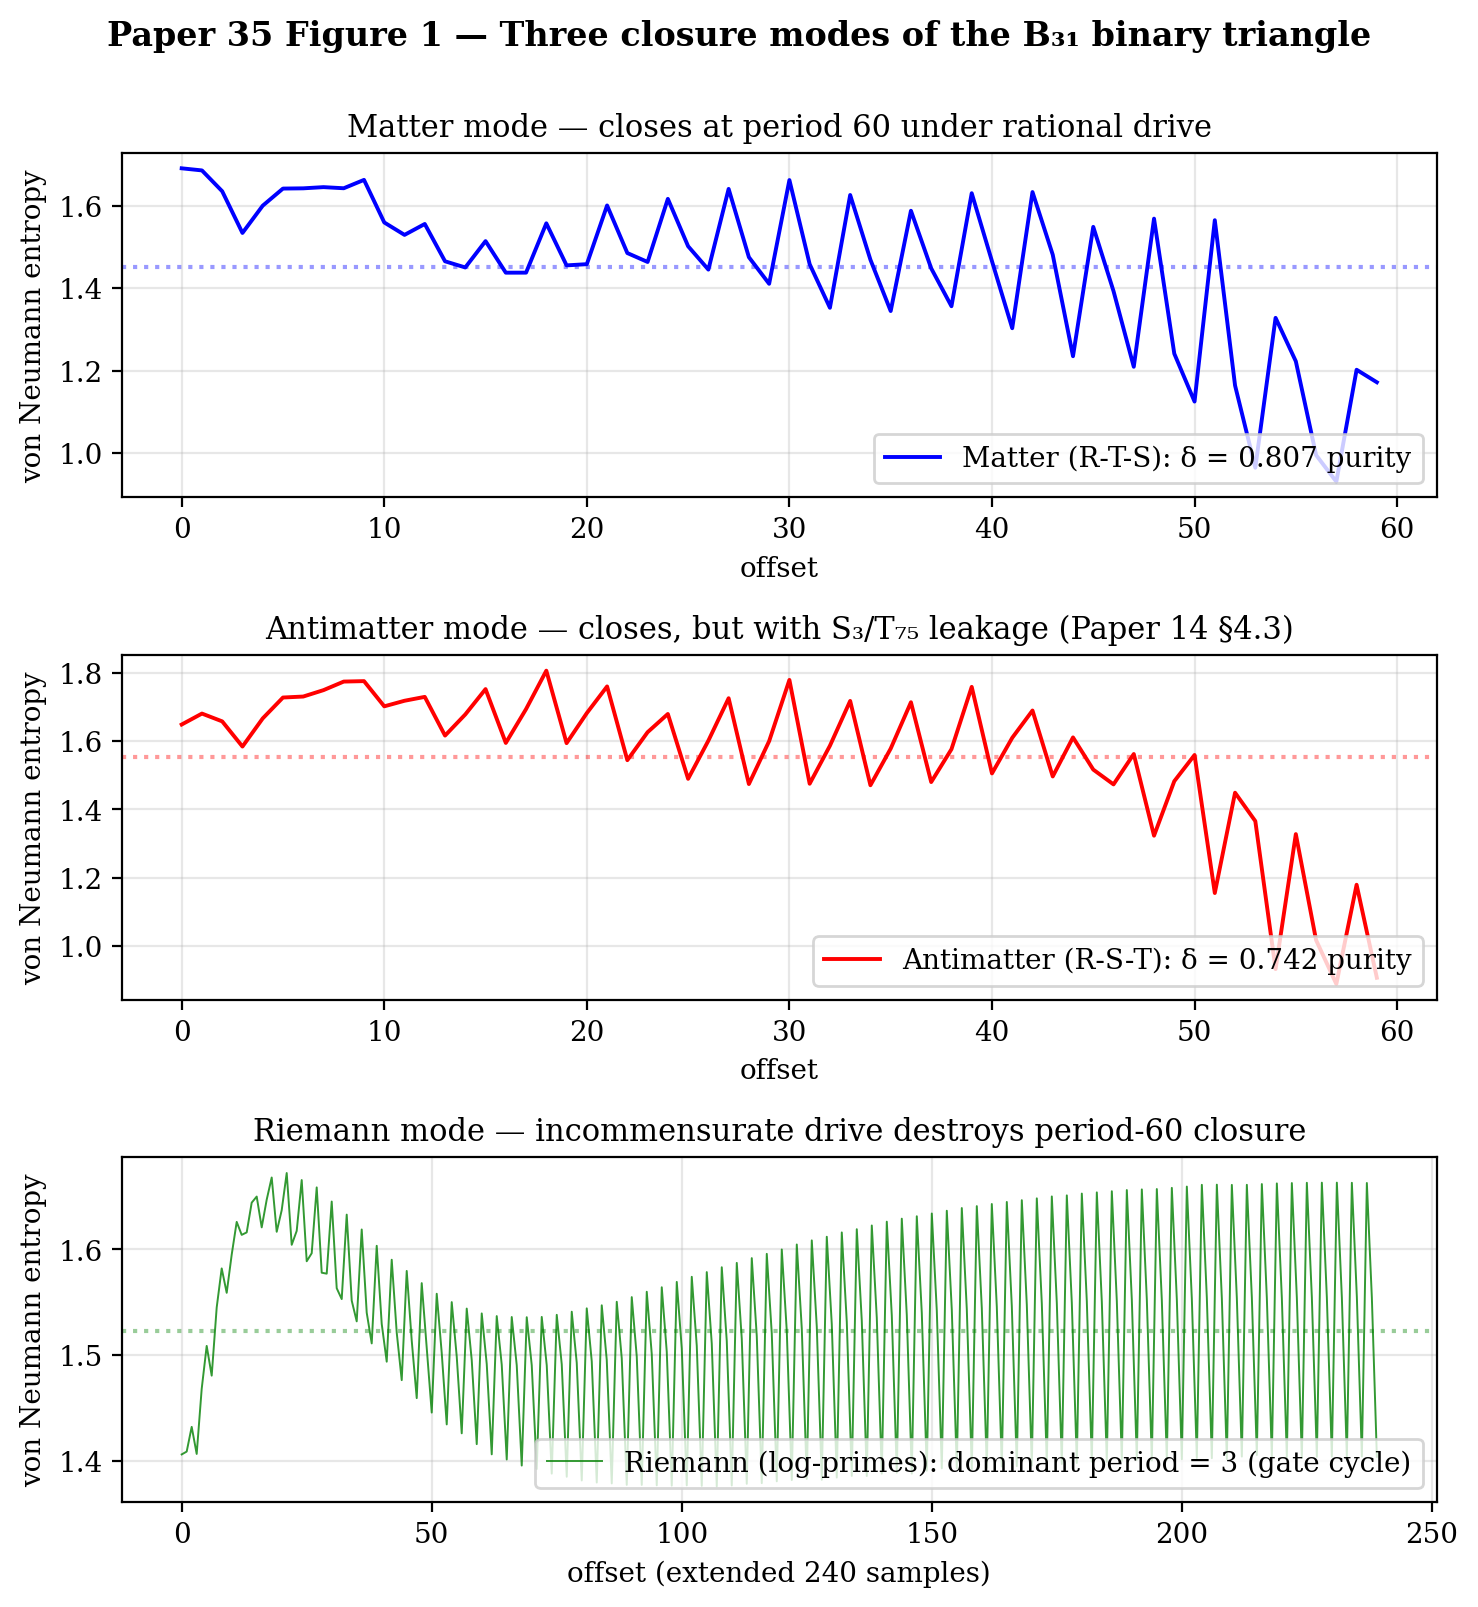 Paper 35 Figure 1 — Three closure modes of the B₃₁ binary triangle
Matter mode — closes at period 60 under rational drive
von Neumann entropy
1.6
1.4
1.2
1.0
Matter (R-T-S): δ = 0.807 purity
0 10 20 30 40 50 60
offset
Antimatter mode — closes, but with S₃/T₇₅ leakage (Paper 14 §4.3)
von Neumann entropy
1.8
1.6
1.4
1.2
1.0
Antimatter (R-S-T): δ = 0.742 purity
0 10 20 30 40 50 60
offset
Riemann mode — incommensurate drive destroys period-60 closure
von Neumann entropy
1.6
1.5
1.4
Riemann (log-primes): dominant period = 3 (gate cycle)
0 50 100 150 200 250
offset (extended 240 samples)